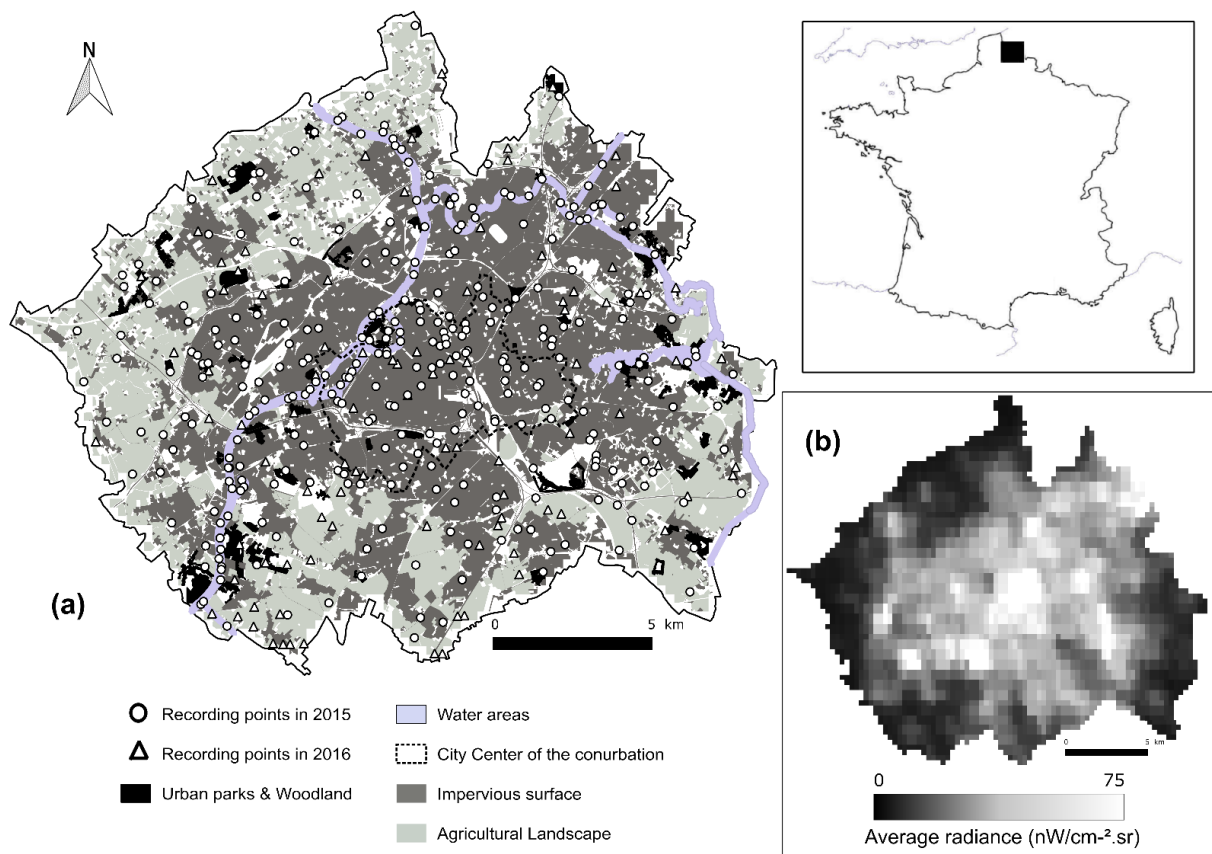 N
(a)
0 5 km
Recording points in 2015
Recording points in 2016
Urban parks & Woodland
Water areas
City Center of the conurbation
Impervious surface
Agricultural Landscape
(b)
0 5 km
0 75
Average radiance (nW/cm-².sr)